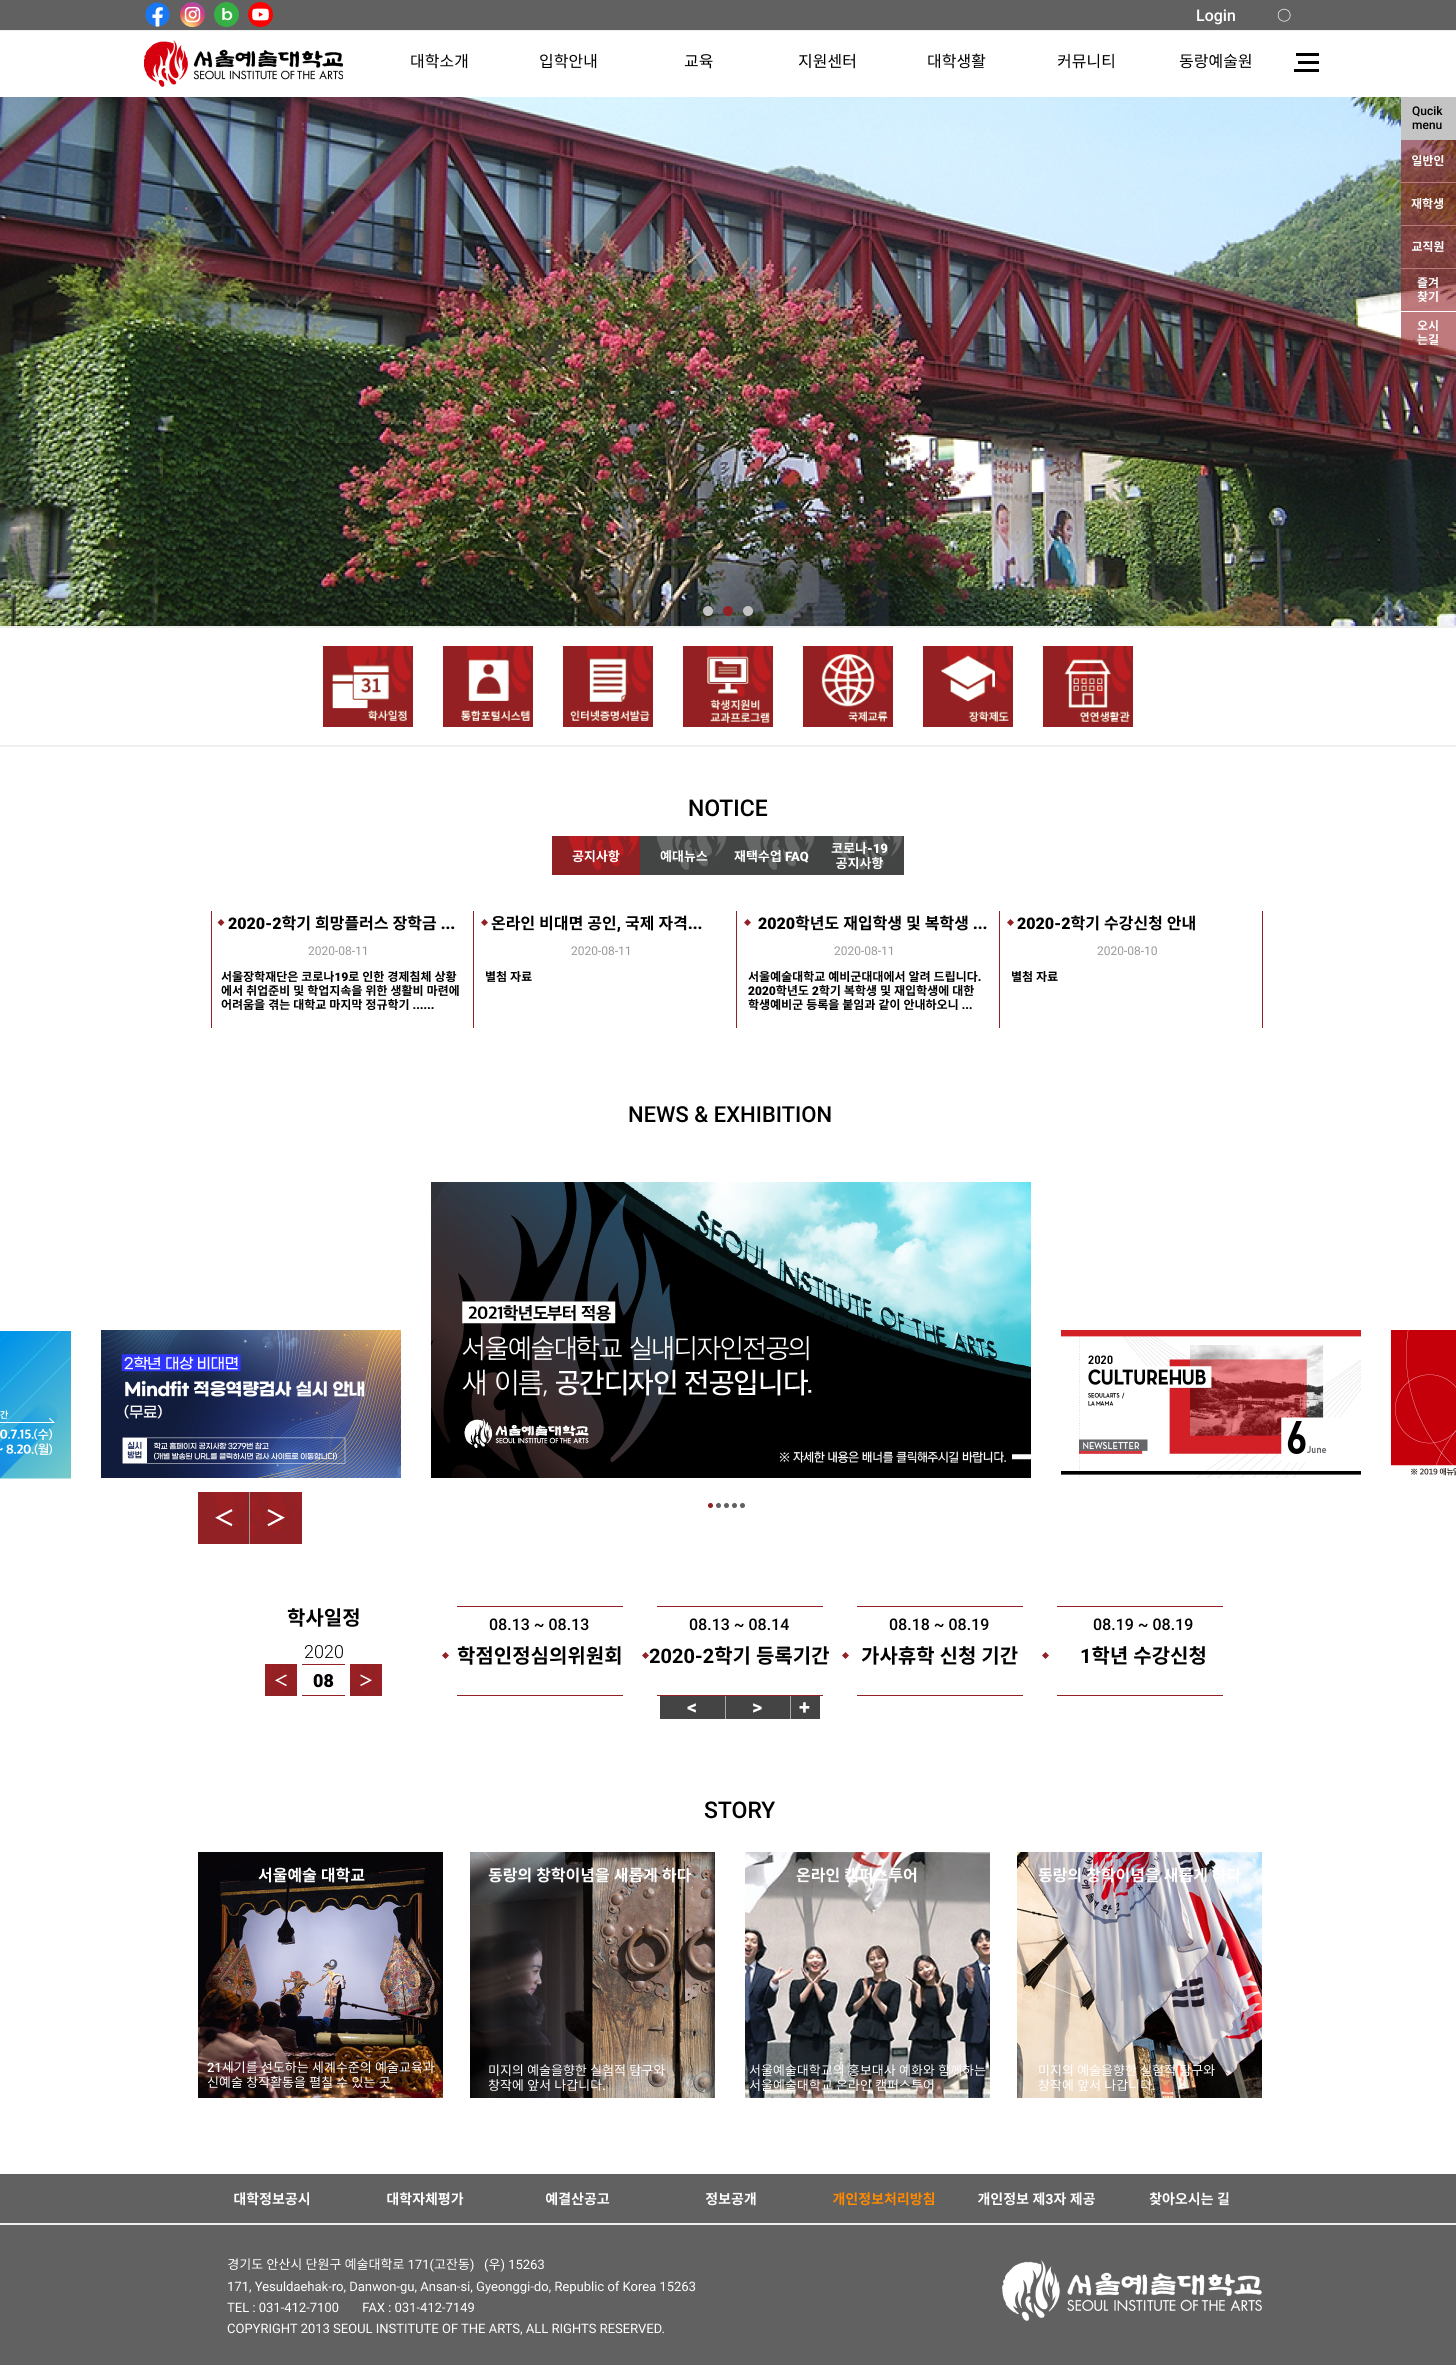 Login
서울예술대학교
SEOUL INSTITUTE OF THE ARTS
대학소개 입학안내 교육 지원센터 대학생활 커뮤니티 동랑예술원
Qucik
menu
일반인
재학생
교직원
즐겨
찾기
오시
는길
31
학사일정
통합포털시스템
인터넷증명서발급
학생지원비
교과프로그램
국제교류
장학제도
연연생활관
NOTICE
공지사항 예대뉴스 재택수업 FAQ 코로나-19
공지사항
2020-2학기 희망플러스 장학금 ...
2020-08-11
서울장학재단은 코로나19로 인한 경제침체 상황
에서 취업준비 및 학업지속을 위한 생활비 마련에
어려움을 겪는 대학교 마지막 정규학기 ......
온라인 비대면 공인, 국제 자격...
2020-08-11
별첨 자료
2020학년도 재입학생 및 복학생 ...
2020-08-11
서울예술대학교 예비군대대에서 알려 드립니다.
2020학년도 2학기 복학생 및 재입학생에 대한
학생예비군 등록을 붙임과 같이 안내하오니 ...
2020-2학기 수강신청 안내
2020-08-10
별첨 자료
NEWS & EXHIBITION
간
0.7.15.(수)
~ 8.20.(월)
2학년 대상 비대면
Mindfit 적응역량검사 실시 안내
(무료)
실시
방법
학교 홈페이지 공지사항 3279번 참고
(개별 발송된 URL를 클릭하시면 검사 사이트로 이동합니다)
SEOUL INSTITUTE OF THE ARTS
2021학년도부터 적용
서울예술대학교 실내디자인전공의
새 이름, 공간디자인 전공입니다.
서울예술대학교
SEOUL INSTITUTE OF THE ARTS
※ 자세한 내용은 베너를 클릭해주시길 바랍니다.
2020
CULTUREHUB
SEOULARTS /
LA MAMA
NEWSLETTER
6 June
※ 2019 매뉴얼
< >
학사일정
2020
< 08 >
08.13 ~ 08.13
학점인정심의위원회
08.13 ~ 08.14
2020-2학기 등록기간
08.18 ~ 08.19
가사휴학 신청 기간
08.19 ~ 08.19
1학년 수강신청
< > +
STORY
서울예술 대학교
21세기를 선도하는 세계수준의 예술교육과
신예술 창작활동을 펼칠 수 있는 곳
동랑의 창학이념을 새롭게 하다
미지의 예술을향한 실험적 탐구와
창작에 앞서 나갑니다.
온라인 캠퍼스투어
서울예술대학교의 홍보대사 예화와 함께하는
서울예술대학교 온라인 캠퍼스투어
동랑의 창학이념을 새롭게 하다
미지의 예술을향한 실험적 탐구와
창작에 앞서 나갑니다.
대학정보공시 대학자체평가 예결산공고 정보공개 개인정보처리방침 개인정보 제3자 제공 찾아오시는 길
경기도 안산시 단원구 예술대학로 171(고잔동) (우) 15263
171, Yesuldaehak-ro, Danwon-gu, Ansan-si, Gyeonggi-do, Republic of Korea 15263
TEL : 031-412-7100 FAX : 031-412-7149
COPYRIGHT 2013 SEOUL INSTITUTE OF THE ARTS, ALL RIGHTS RESERVED.
서울예술대학교
SEOUL INSTITUTE OF THE ARTS